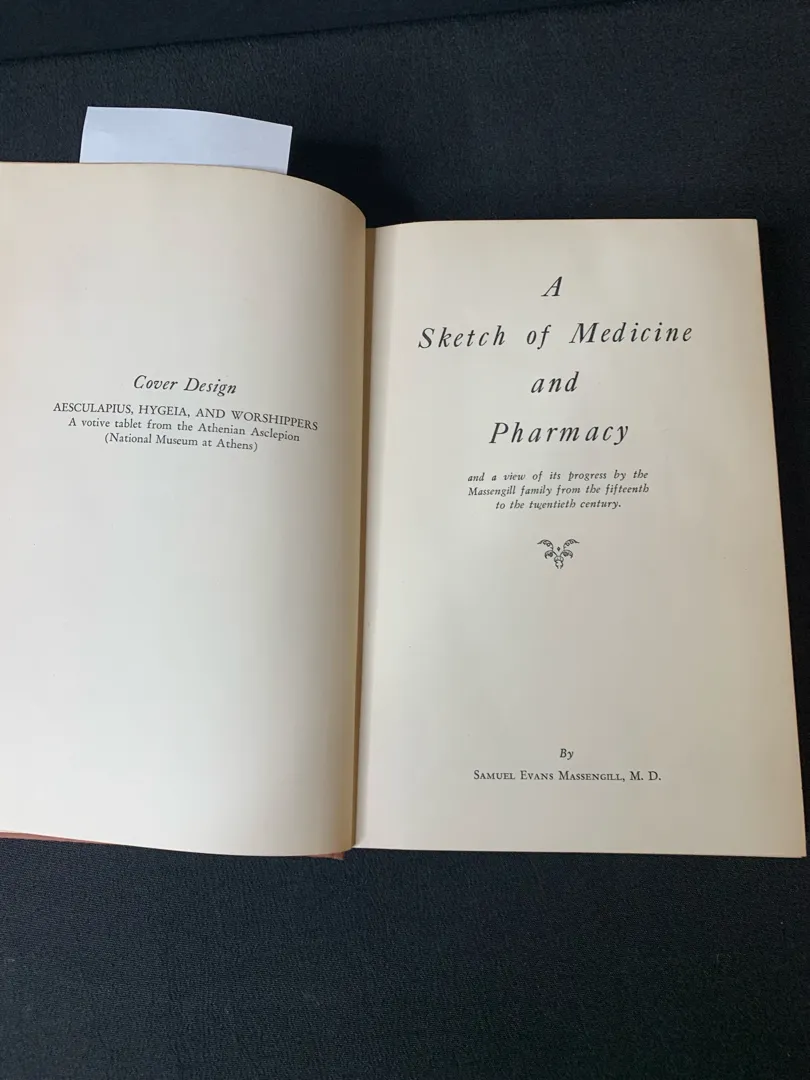 Cover Design
AESCULAPIUS, HYGEIA, AND WORSHIPPERS
A votive tablet from the Athenian Asclepion
(National Museum at Athens)
A
Sketch of Medicine
and
Pharmacy
and a view of its progress by the
Massengill family from the fifteenth
to the twentieth century.
By
SAMUEL EVANS MASSENGILL, M. D.